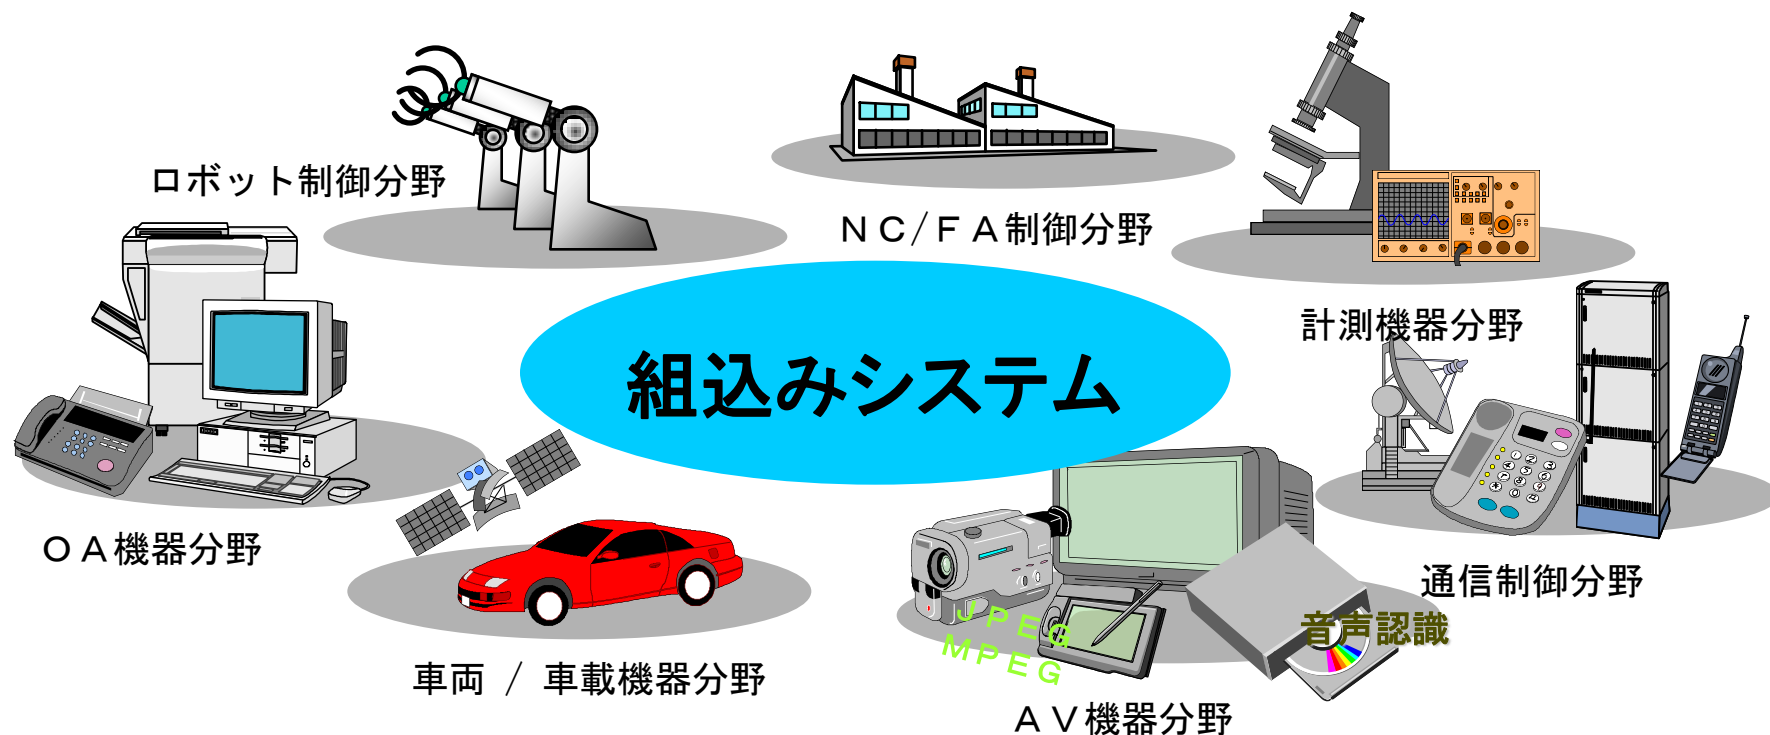 ロボット制御分野
ＮＣ/ＦＡ制御分野
計測機器分野
組込みシステム
ＯＡ機器分野
通信制御分野
ＪＰＥＧ
ＭＰＥＧ
音声認識
車両 / 車載機器分野
ＡＶ機器分野